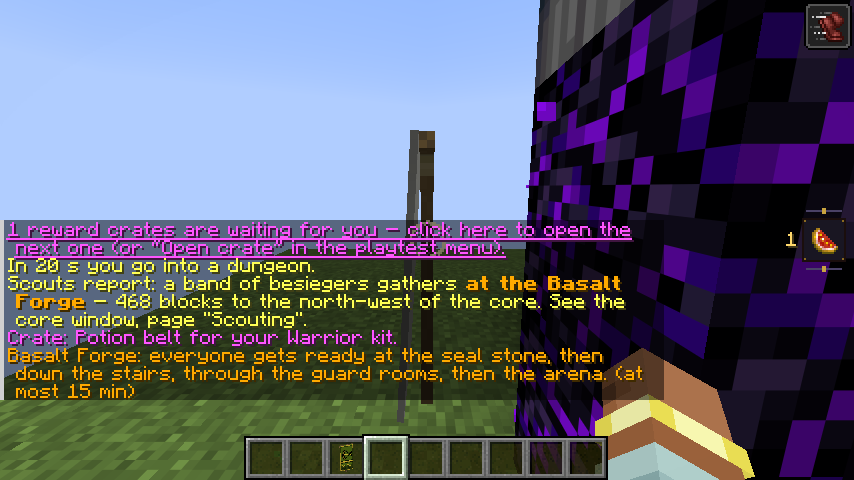 1 reward crates are waiting for you – click here to open the
next one (or "Open crate" in the playtest menu).
In 20 s you go into a dungeon.
Scouts report: a band of besiegers gathers at the Basalt
Forge – 468 blocks to the north-west of the core. See the
core window, page "Scouting".
Crate: Potion belt for your Warrior kit.
Basalt Forge: everyone gets ready at the seal stone, then
down the stairs, through the guard rooms, then the arena. (at
most 15 min)
1